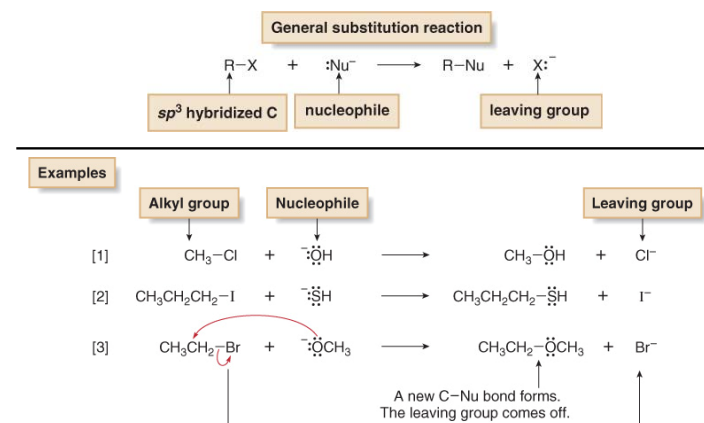 General substitution reaction
R–X + :Nu⁻ ⟶ R–Nu + X:⁻
sp³ hybridized C nucleophile leaving group
Examples
Alkyl group Nucleophile Leaving group
[1] CH₃–Cl + ⁻:ÖH ⟶ CH₃–ÖH + Cl⁻
[2] CH₃CH₂CH₂–I + ⁻:S̈H ⟶ CH₃CH₂CH₂–S̈H + I⁻
[3] CH₃CH₂–Br + ⁻:ÖCH₃ ⟶ CH₃CH₂–ÖCH₃ + Br⁻
A new C–Nu bond forms.
The leaving group comes off.